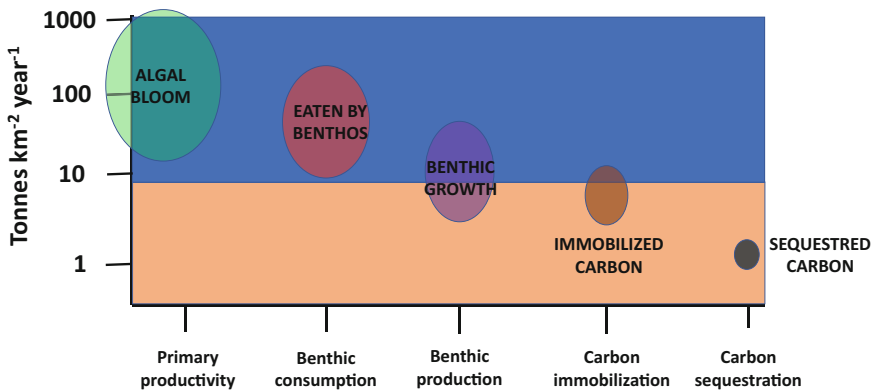 Tonnes km-2 year-1
1000
100
10
1
ALGAL
BLOOM
EATEN BY
BENTHOS
BENTHIC
GROWTH
IMMOBILIZED
CARBON
SEQUESTRED
CARBON
Primary
productivity
Benthic
consumption
Benthic
production
Carbon
immobilization
Carbon
sequestration